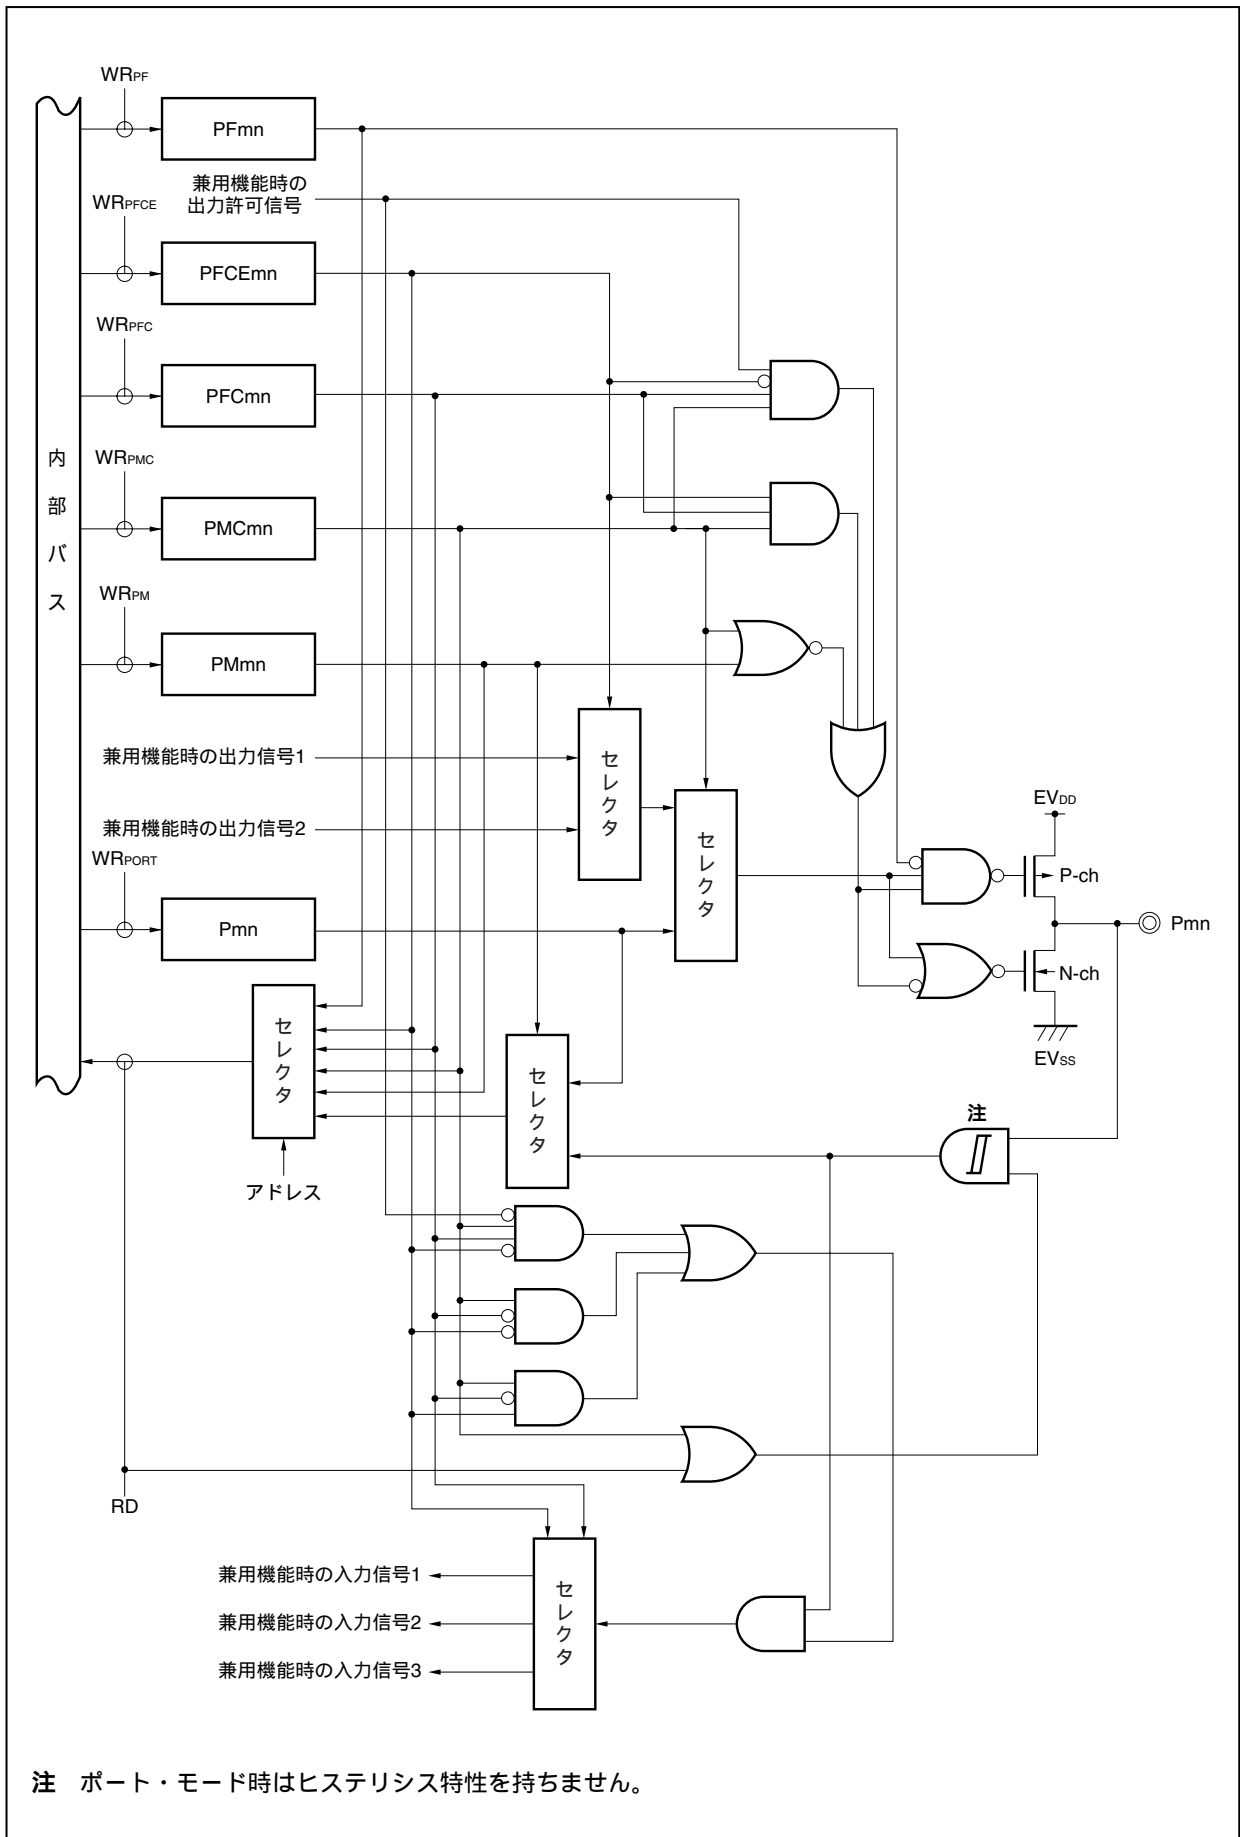 WRPF
PFmn
兼用機能時の
出力許可信号
WRPFCE
PFCEmn
WRPFC
PFCmn
内部バス
WRPMC
PMCmn
WRPM
PMmn
兼用機能時の出力信号1
セレクタ
兼用機能時の出力信号2
セレクタ
EVDD
P-ch
WRPORT
Pmn
Pmn
N-ch
EVSS
セレクタ
セレクタ
注
アドレス
RD
兼用機能時の入力信号1
兼用機能時の入力信号2
兼用機能時の入力信号3
セレクタ
注 ポート・モード時はヒステリシス特性を持ちません。